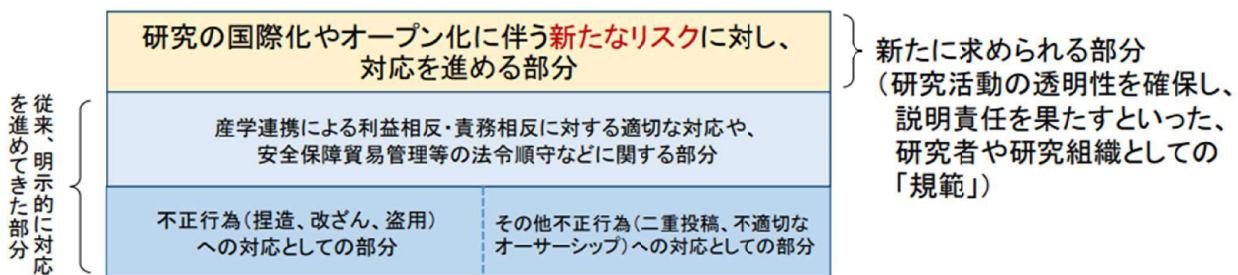 研究の国際化やオープン化に伴う新たなリスクに対し、
対応を進める部分
新たに求められる部分
（研究活動の透明性を確保し、
説明責任を果たすといった、
研究者や研究組織としての
「規範」）
従来、明示的に対応
を進めてきた部分
産学連携による利益相反・責務相反に対する適切な対応や、
安全保障貿易管理等の法令順守などに関する部分
不正行為(捏造、改ざん、盗用)
への対応としての部分
その他不正行為(二重投稿、不適切な
オーサーシップ)への対応としての部分